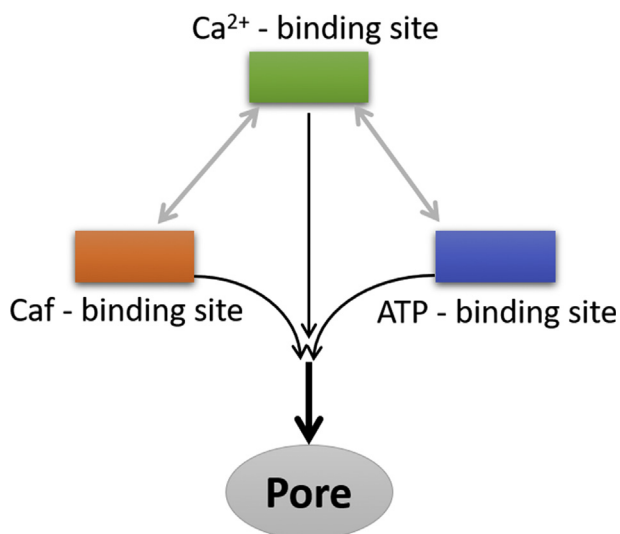 Ca²⁺ - binding site
Caf - binding site
ATP - binding site
Pore